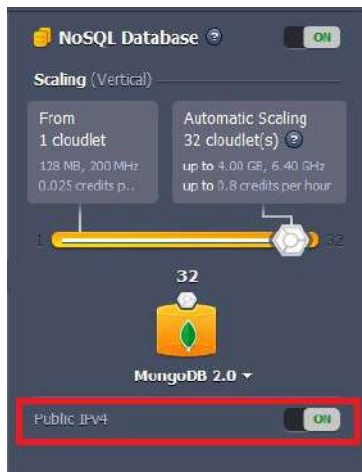 NoSQL Database ? ON
Scaling (Vertical)
From
1 cloudlet
128 MB, 200 MHz
0.025 credits p...
Automatic Scaling
32 cloudlet(s) ?
up to 4.00 GB, 6.40 GHz
up to 0.8 credits per hour
1 32
32
MongoDB 2.0
Public IPv4 ON